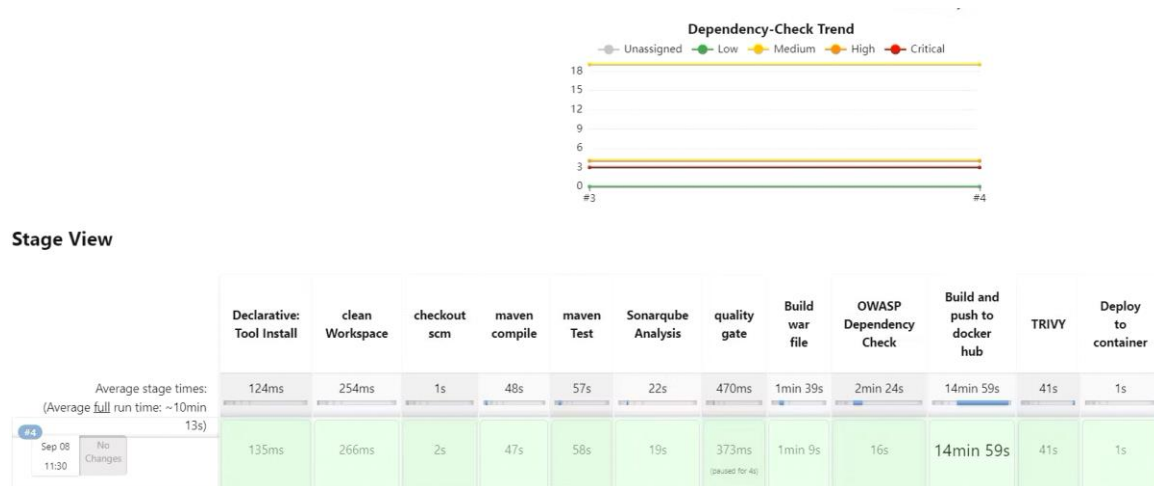 Dependency-Check Trend
Unassigned Low Medium High Critical
18
15
12
9
6
3
0
#3 #4
Stage View
Declarative: Tool Install
clean Workspace
checkout scm
maven compile
maven Test
Sonarqube Analysis
quality gate
Build war file
OWASP Dependency Check
Build and push to docker hub
TRIVY
Deploy to container
Average stage times:
(Average full run time: ~10min 13s)
124ms 254ms 1s 48s 57s 22s 470ms 1min 39s 2min 24s 14min 59s 41s 1s
#4
Sep 08
11:30
No Changes
135ms 266ms 2s 47s 58s 19s 373ms 1min 9s 16s 14min 59s 41s 1s
(paused for 4s)